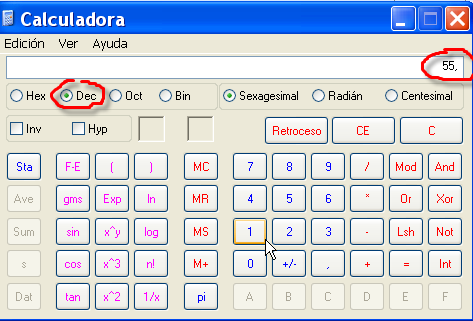 Calculadora
Edición Ver Ayuda
55,
Hex Dec Oct Bin Sexagesimal Radián Centesimal
Inv Hyp Retroceso CE C
Sta F-E ( ) MC 7 8 9 / Mod And
Ave gms Exp ln MR 4 5 6 * Or Xor
Sum sin x^y log MS 1 2 3 - Lsh Not
s cos x^3 n! M+ 0 +/- , + = Int
Dat tan x^2 1/x pi A B C D E F